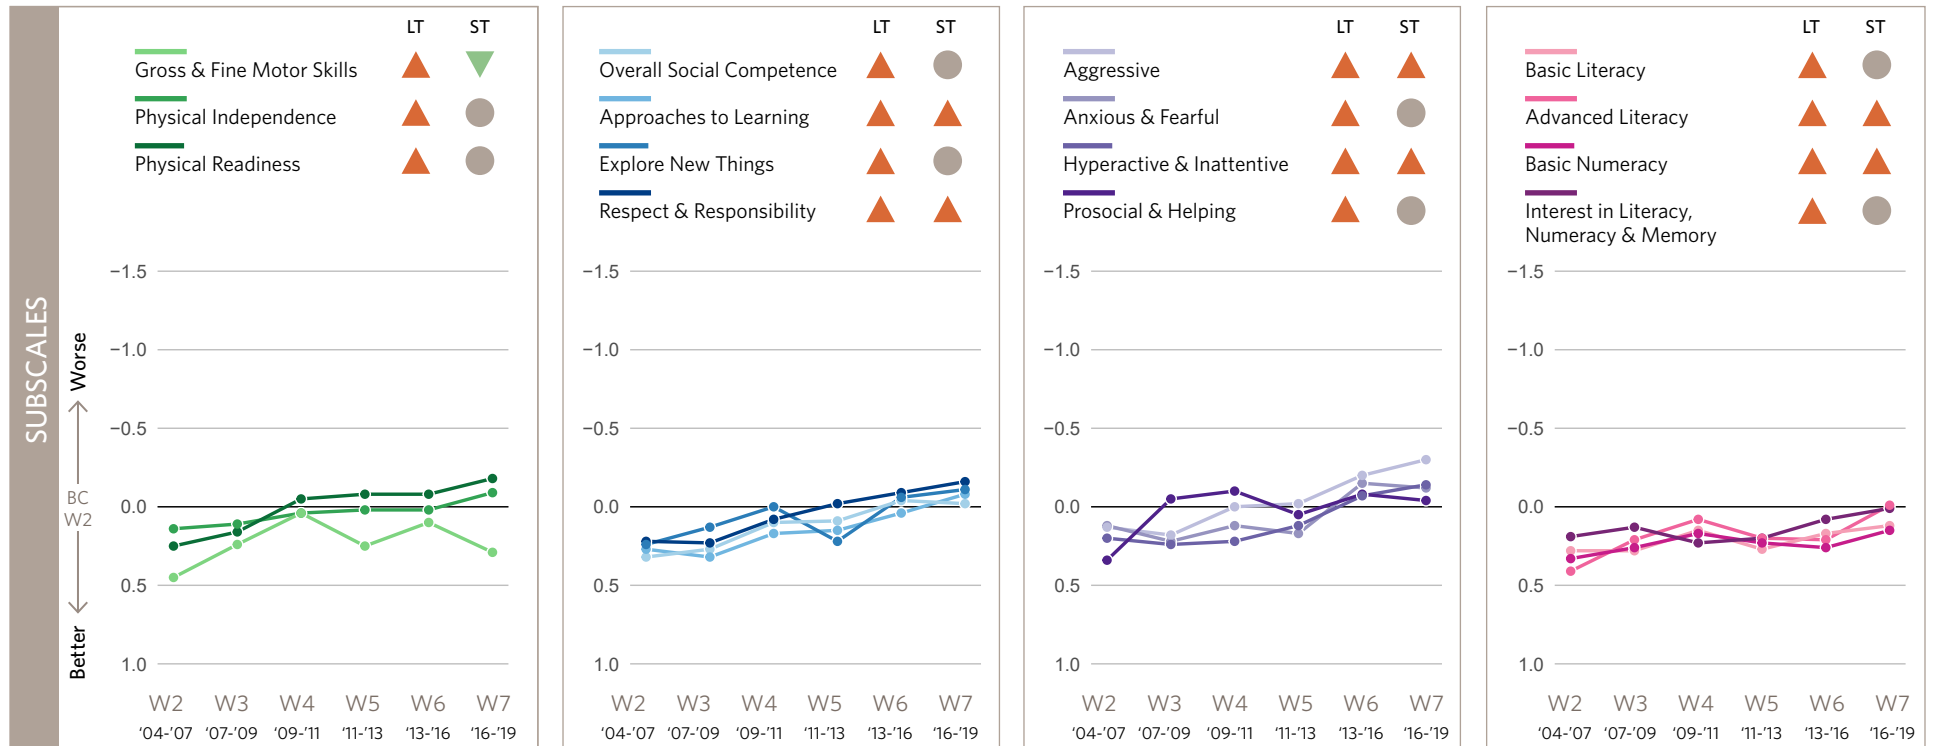 SUBSCALES
Worse
BC
W2
Better
LT ST
Gross & Fine Motor Skills
Physical Independence
Physical Readiness
−1.5
−1.0
−0.5
0.0
0.5
1.0
W2 W3 W4 W5 W6 W7
‘04-’07 ‘07-’09 ‘09-’11 ‘11-’13 ‘13-’16 ‘16-’19
LT ST
Overall Social Competence
Approaches to Learning
Explore New Things
Respect & Responsibility
−1.5
−1.0
−0.5
0.0
0.5
1.0
W2 W3 W4 W5 W6 W7
‘04-’07 ‘07-’09 ‘09-’11 ‘11-’13 ‘13-’16 ‘16-’19
LT ST
Aggressive
Anxious & Fearful
Hyperactive & Inattentive
Prosocial & Helping
−1.5
−1.0
−0.5
0.0
0.5
1.0
W2 W3 W4 W5 W6 W7
‘04-’07 ‘07-’09 ‘09-’11 ‘11-’13 ‘13-’16 ‘16-’19
LT ST
Basic Literacy
Advanced Literacy
Basic Numeracy
Interest in Literacy,
Numeracy & Memory
−1.5
−1.0
−0.5
0.0
0.5
1.0
W2 W3 W4 W5 W6 W7
‘04-’07 ‘07-’09 ‘09-’11 ‘11-’13 ‘13-’16 ‘16-’19